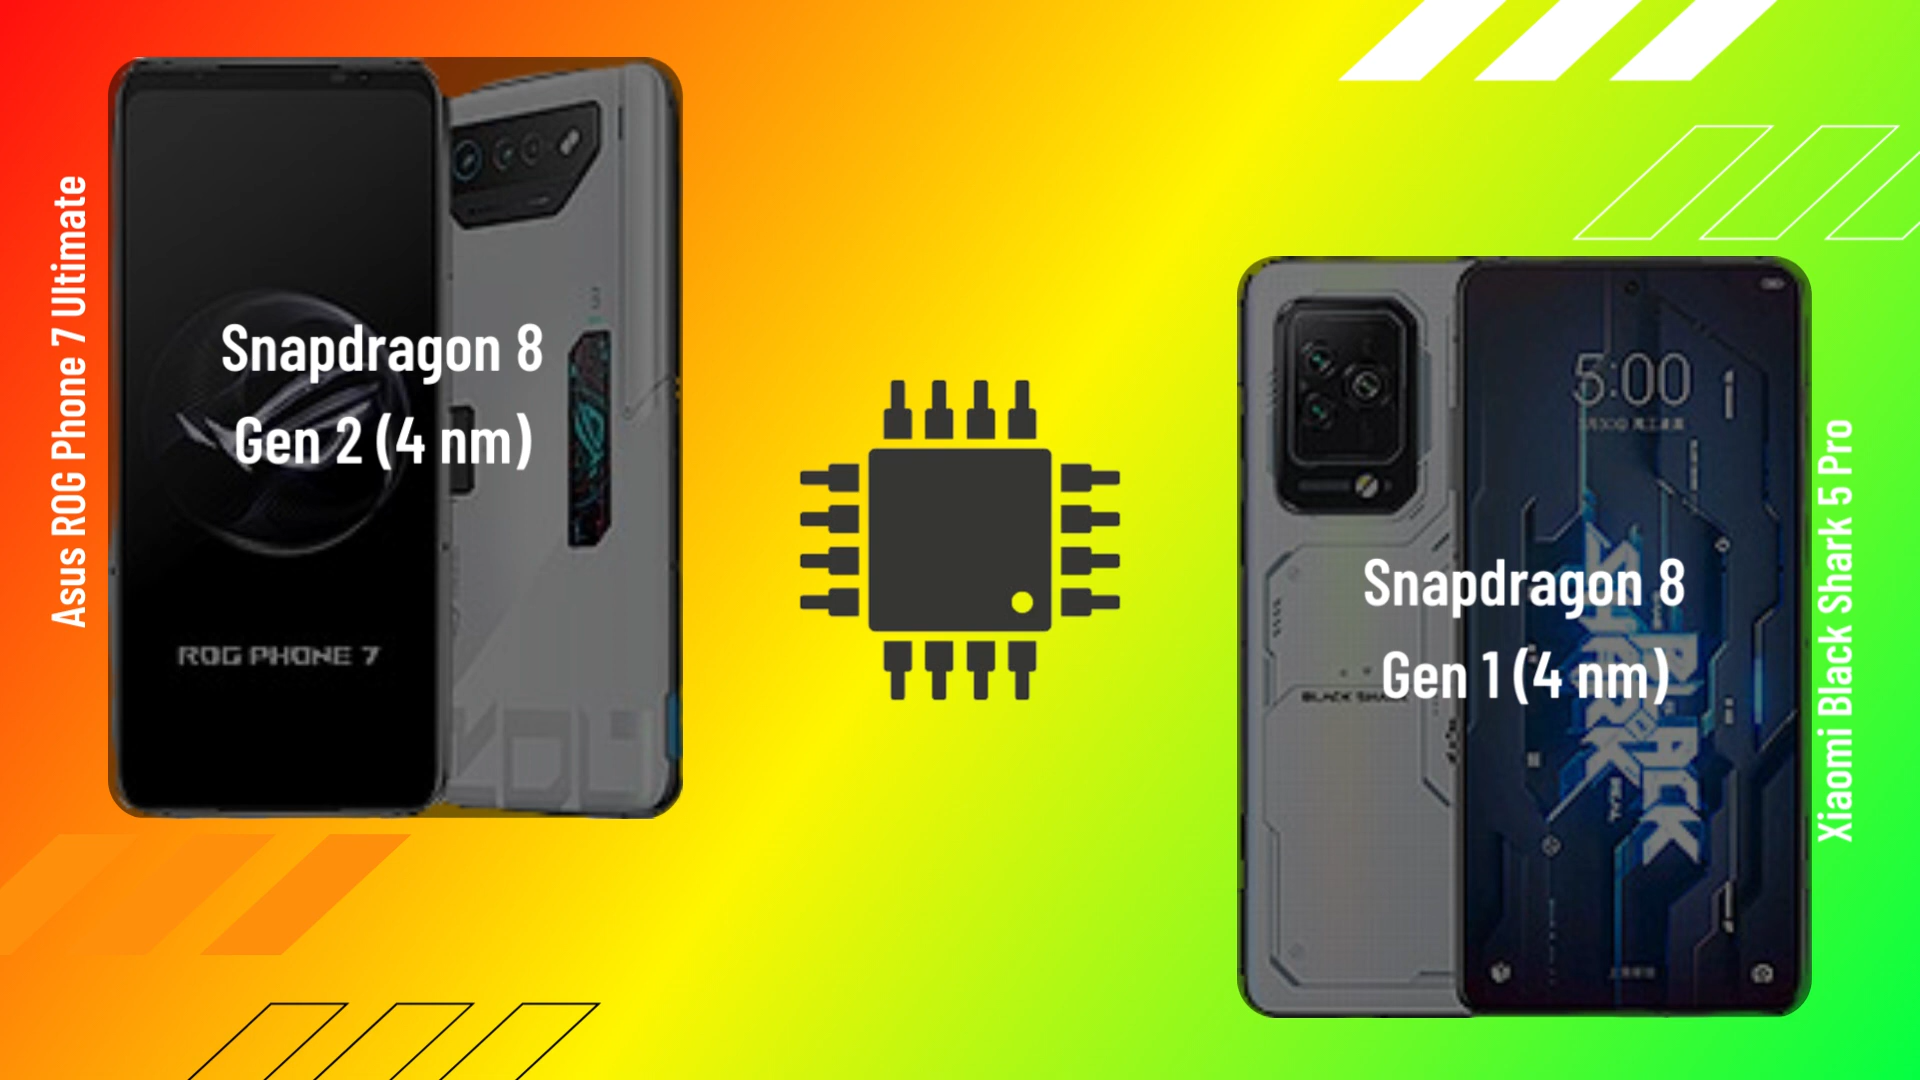 Asus ROG Phone 7 Ultimate
Snapdragon 8
Gen 2 (4 nm)
ROG PHONE 7
5:00
Snapdragon 8
Gen 1 (4 nm)
BLACK SHARK
Xiaomi Black Shark 5 Pro